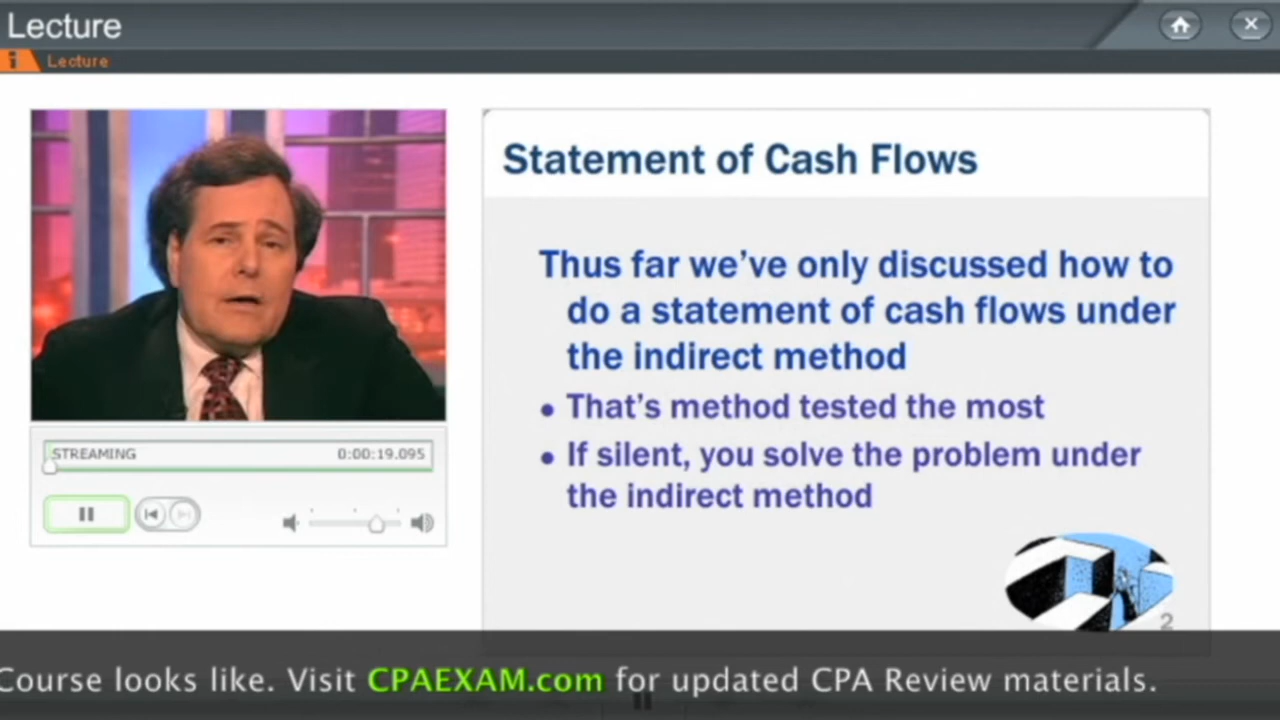 Lecture
Lecture
Statement of Cash Flows
Thus far we've only discussed how to
do a statement of cash flows under
the indirect method
• That's method tested the most
• If silent, you solve the problem under
the indirect method
STREAMING 0:00:19.095
2
Course looks like. Visit CPAEXAM.com for updated CPA Review materials.